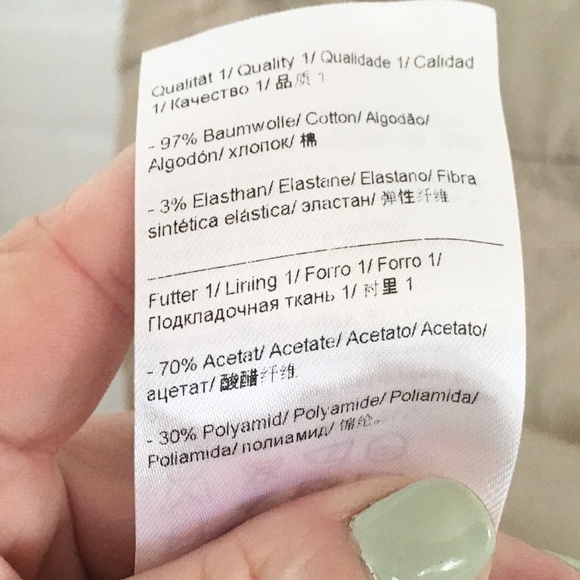 Qualität 1/ Quality 1/ Qualidade 1/ Calidad
1/ Качество 1/ 品质 1
- 97% Baumwolle/ Cotton/ Algodão/
Algodón/ хлопок/ 棉
- 3% Elasthan/ Elastane/ Elastano/ Fibra
sintética elástica/ эластан/ 弹性纤维
Futter 1/ Lining 1/ Forro 1/ Forro 1/
Подкладочная ткань 1/ 衬里 1
- 70% Acetat/ Acetate/ Acetato/ Acetato/
ацетат/ 酸醋纤维
- 30% Polyamid/ Polyamide/ Poliamida/
Poliamida/ полиамид/ 锦纶。